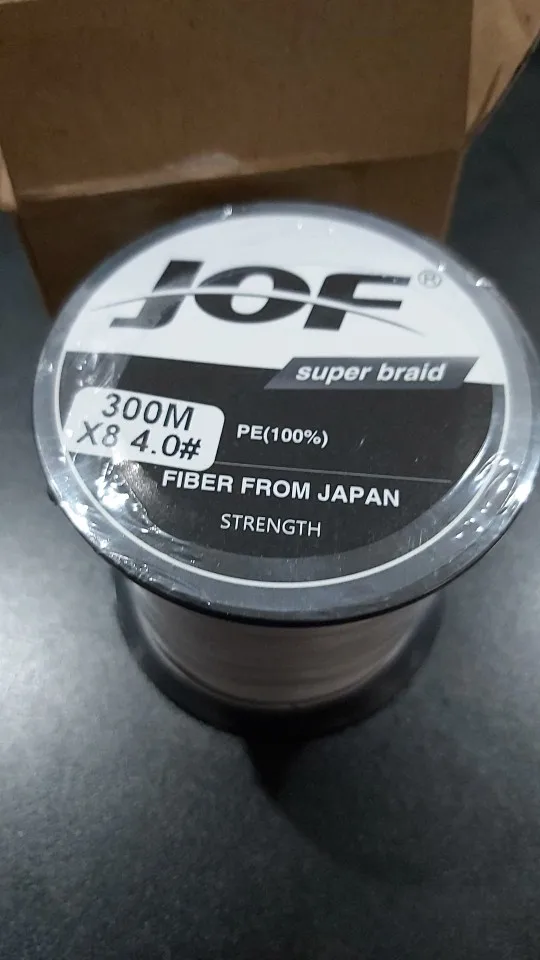 JOF®
super braid
300M
X8 4.0#
PE(100%)
FIBER FROM JAPAN
STRENGTH